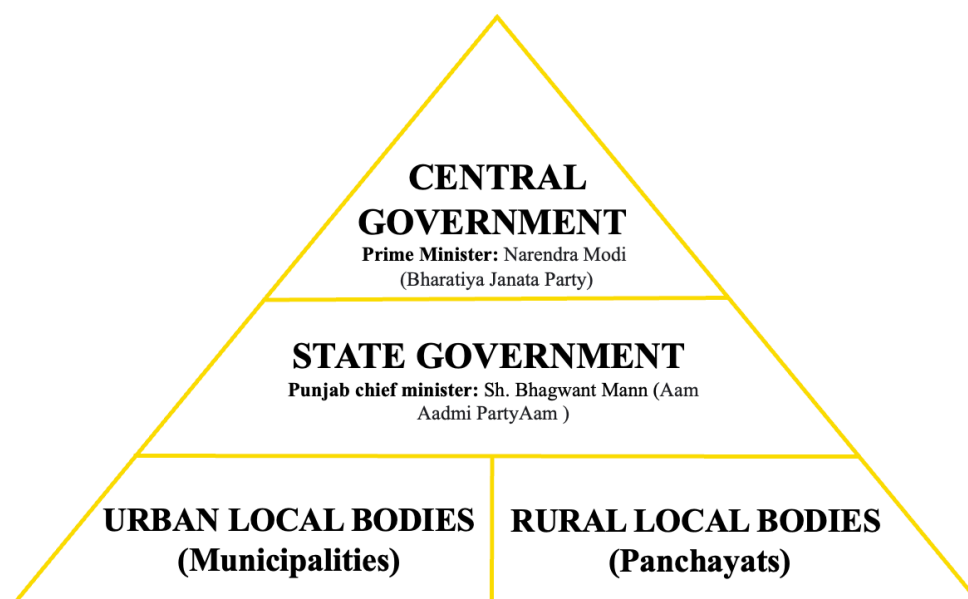 CENTRAL
GOVERNMENT
Prime Minister: Narendra Modi
(Bharatiya Janata Party)
STATE GOVERNMENT
Punjab chief minister: Sh. Bhagwant Mann (Aam
Aadmi PartyAam )
URBAN LOCAL BODIES
(Municipalities)
RURAL LOCAL BODIES
(Panchayats)